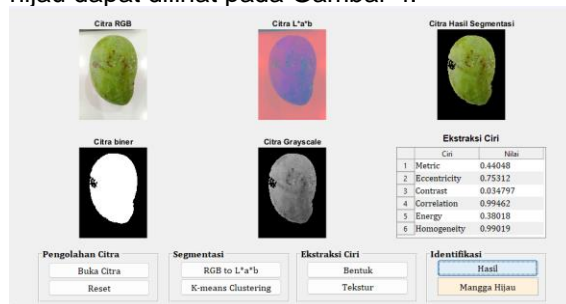 hijau dapat dilihat pada Gambar 4.
Citra RGB
Citra L*a*b
Citra Hasil Segmentasi
Citra biner
Citra Grayscale
Ekstraksi Ciri
Ciri Nilai
1 Metric 0.44048
2 Eccentricity 0.75312
3 Contrast 0.034797
4 Correlation 0.99462
5 Energy 0.38018
6 Homogeneity 0.99019
Pengolahan Citra
Buka Citra
Reset
Segmentasi
RGB to L*a*b
K-means Clustering
Ekstraksi Ciri
Bentuk
Tekstur
Identifikasi
Hasil
Mangga Hijau